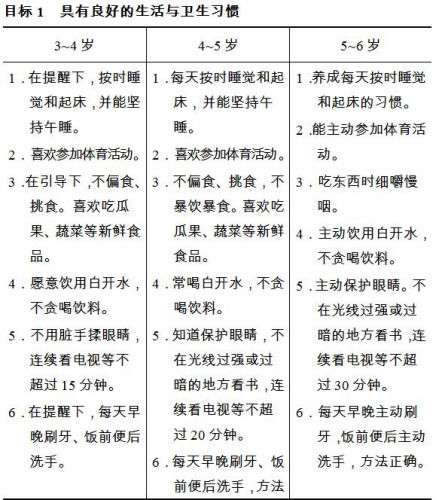 目标 1 具有良好的生活与卫生习惯
3~4 岁
1．在提醒下，按时睡
觉和起床，并能坚
持午睡。
2．喜欢参加体育活动。
3．在引导下，不偏食、
挑食。喜欢吃瓜
果、蔬菜等新鲜食
品。
4．愿意饮用白开水，
不贪喝饮料。
5．不用脏手揉眼睛，
连续看电视等不
超过 15 分钟。
6．在提醒下，每天早
晚刷牙、饭前便后
洗手。
4~5 岁
1．每天按时睡觉和起
床，并能坚持午
睡。
2．喜欢参加体育活动。
3．不偏食、挑食，不
暴饮暴食。喜欢吃
瓜果、蔬菜等新鲜
食品。
4．常喝白开水，不贪
喝饮料。
5．知道保护眼睛，不
在光线过强或过
暗的地方看书，连
续看电视等不超
过 20 分钟。
6．每天早晚刷牙、饭
前便后洗手，方法
5~6 岁
1．养成每天按时睡觉
和起床的习惯。
2．能主动参加体育活
动。
3．吃东西时细嚼慢
咽。
4．主动饮用白开水，
不贪喝饮料。
5．主动保护眼睛。不
在光线过强或过
暗的地方看书，连
续看电视等不超
过 30 分钟。
6．每天早晚主动刷
牙，饭前便后主动
洗手，方法正确。